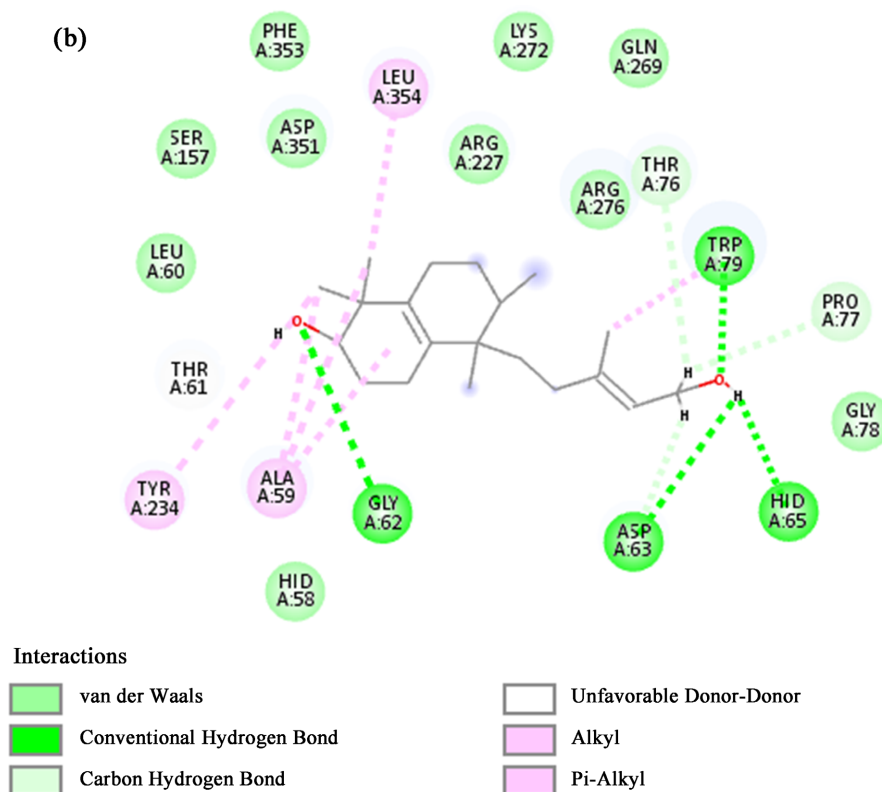 (b)
PHE
A:353
LYS
A:272
GLN
A:269
LEU
A:354
SER
A:157
ASP
A:351
ARG
A:227
THR
A:76
ARG
A:276
LEU
A:60
TRP
A:79
PRO
A:77
O
H
THR
A:61
H
O
H
H
GLY
A:78
TYR
A:234
ALA
A:59
GLY
A:62
ASP
A:63
HID
A:65
HID
A:58
Interactions
van der Waals
Conventional Hydrogen Bond
Carbon Hydrogen Bond
Unfavorable Donor-Donor
Alkyl
Pi-Alkyl